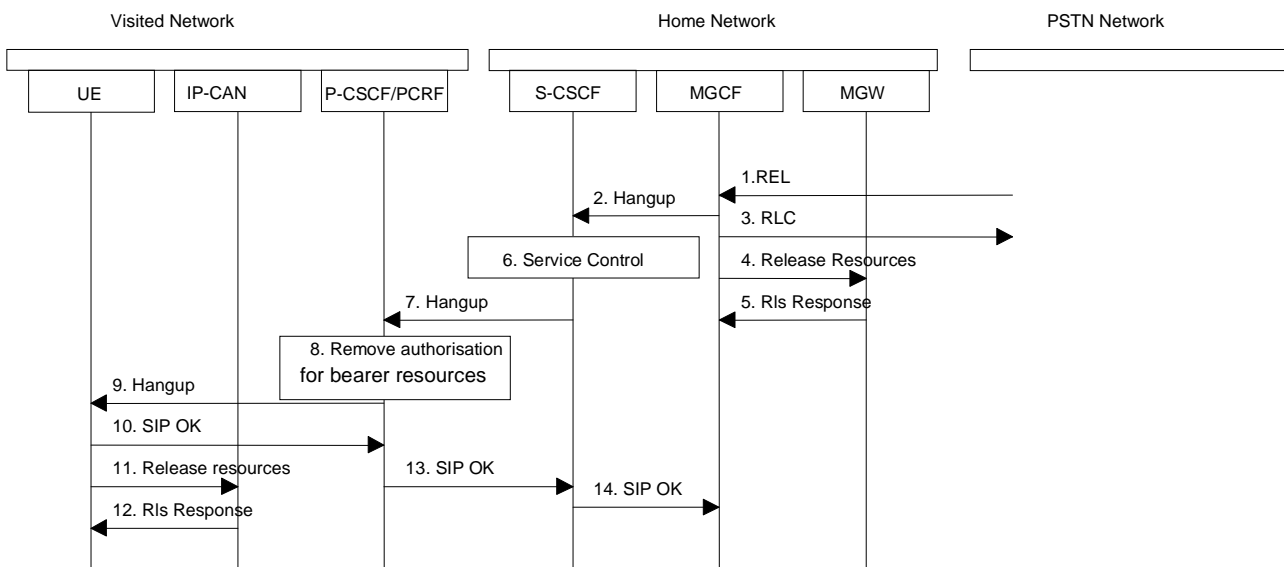 Visited Network
Home Network
PSTN Network
UE
IP-CAN
P-CSCF/PCRF
S-CSCF
MGCF
MGW
1.REL
2. Hangup
3. RLC
6. Service Control
4. Release Resources
7. Hangup
5. Rls Response
8. Remove authorisation
for bearer resources
9. Hangup
10. SIP OK
11. Release resources
13. SIP OK
14. SIP OK
12. Rls Response